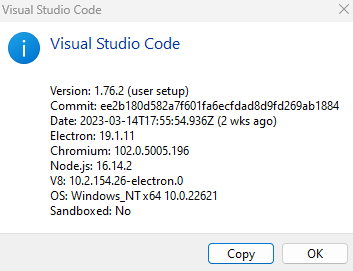 Visual Studio Code
Visual Studio Code
Version: 1.76.2 (user setup)
Commit: ee2b180d582a7f601fa6ecfdad8d9fd269ab1884
Date: 2023-03-14T17:55:54.936Z (2 wks ago)
Electron: 19.1.11
Chromium: 102.0.5005.196
Node.js: 16.14.2
V8: 10.2.154.26-electron.0
OS: Windows_NT x64 10.0.22621
Sandboxed: No
Copy
OK